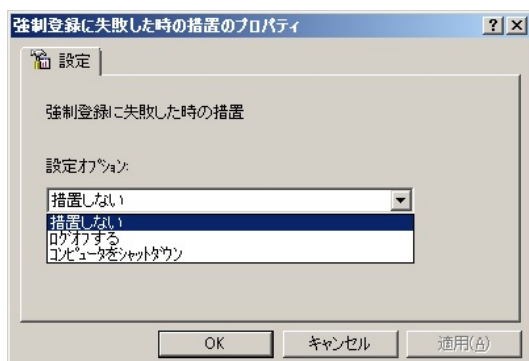 強制登録に失敗した時の措置のプロパティ
設定
強制登録に失敗した時の措置
設定オプション:
措置しない
措置しない
ログオフする
コンピュータをシャットダウン
OK
キャンセル
適用(A)